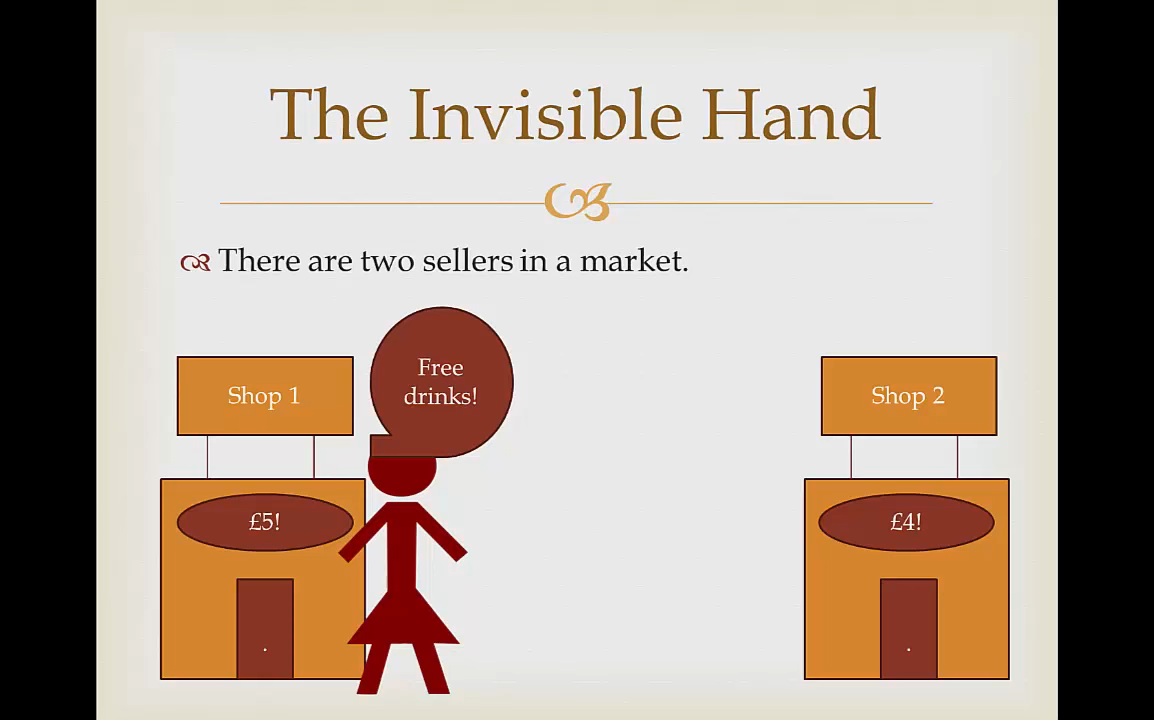 The Invisible Hand
There are two sellers in a market.
Free
drinks!
Shop 1
Shop 2
£5!
£4!
.
.